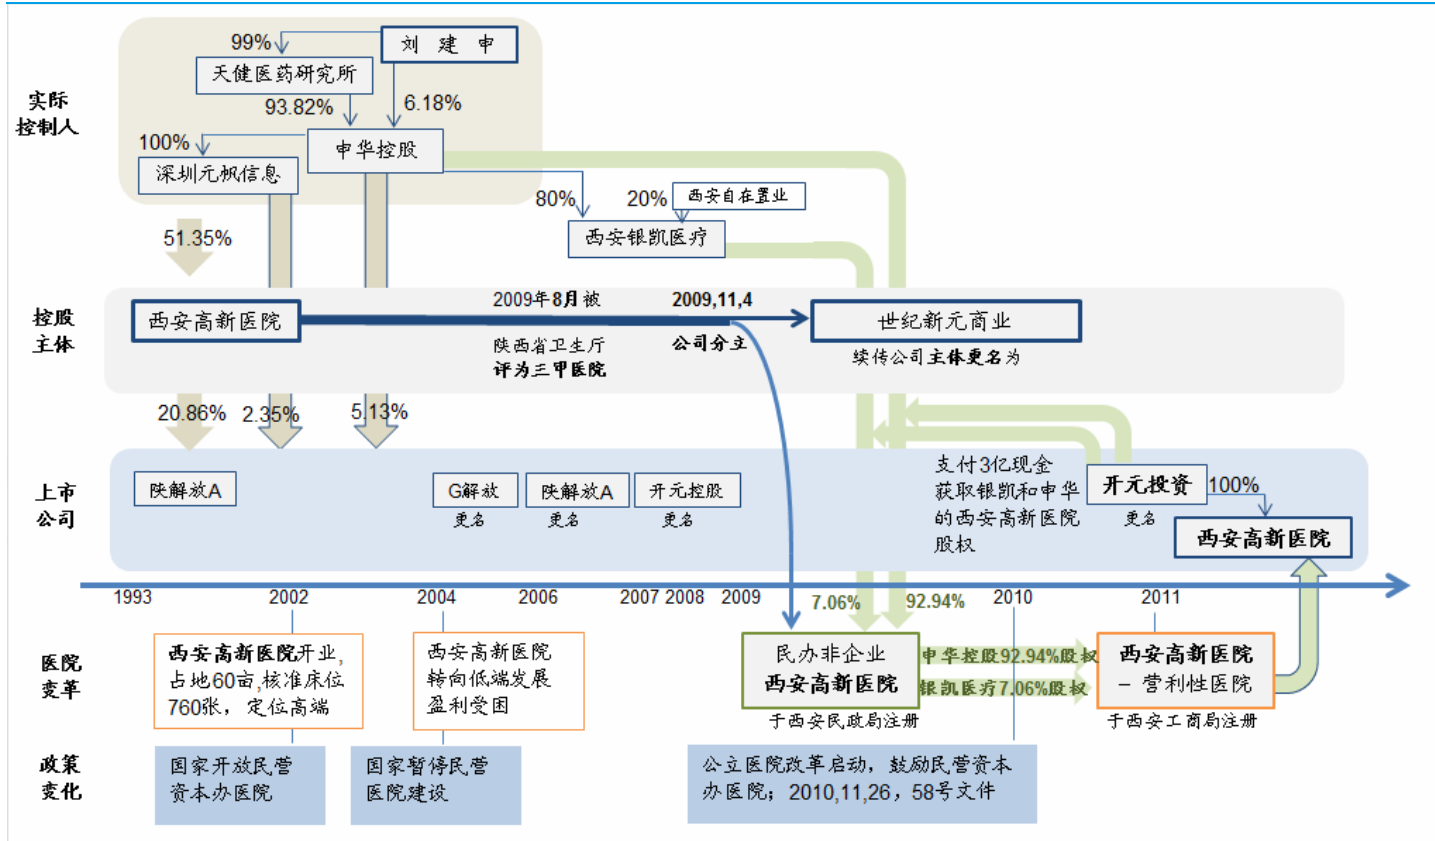 实际
控制人
99%
刘 建 申
天健医药研究所
93.82%
6.18%
100%
申华控股
深圳元帆信息
51.35%
80%
20%
西安自在置业
西安银凯医疗
控股
主体
西安高新医院
2009年8月被
陕西省卫生厅
评为三甲医院
2009,11,4
公司分立
世纪新元商业
续传公司主体更名为
20.86%
2.35%
5.13%
上市
公司
陕解放A
G解放
更名
陕解放A
更名
开元控股
更名
支付3亿现金
获取银凯和申华
的西安高新医院
股权
开元投资
更名
100%
西安高新医院
1993
2002
2004
2006
2007
2008
2009
7.06%
92.94%
2010
2011
医院
变革
西安高新医院开业,
占地60亩,核准床位
760张，定位高端
西安高新医院
转向低端发展
盈利受困
民办非企业
西安高新医院
于西安民政局注册
申华控股92.94%股权
银凯医疗7.06%股权
西安高新医院
– 营利性医院
于西安工商局注册
政策
变化
国家开放民营
资本办医院
国家暂停民营
医院建设
公立医院改革启动，鼓励民营资本
办医院；2010,11,26，58号文件